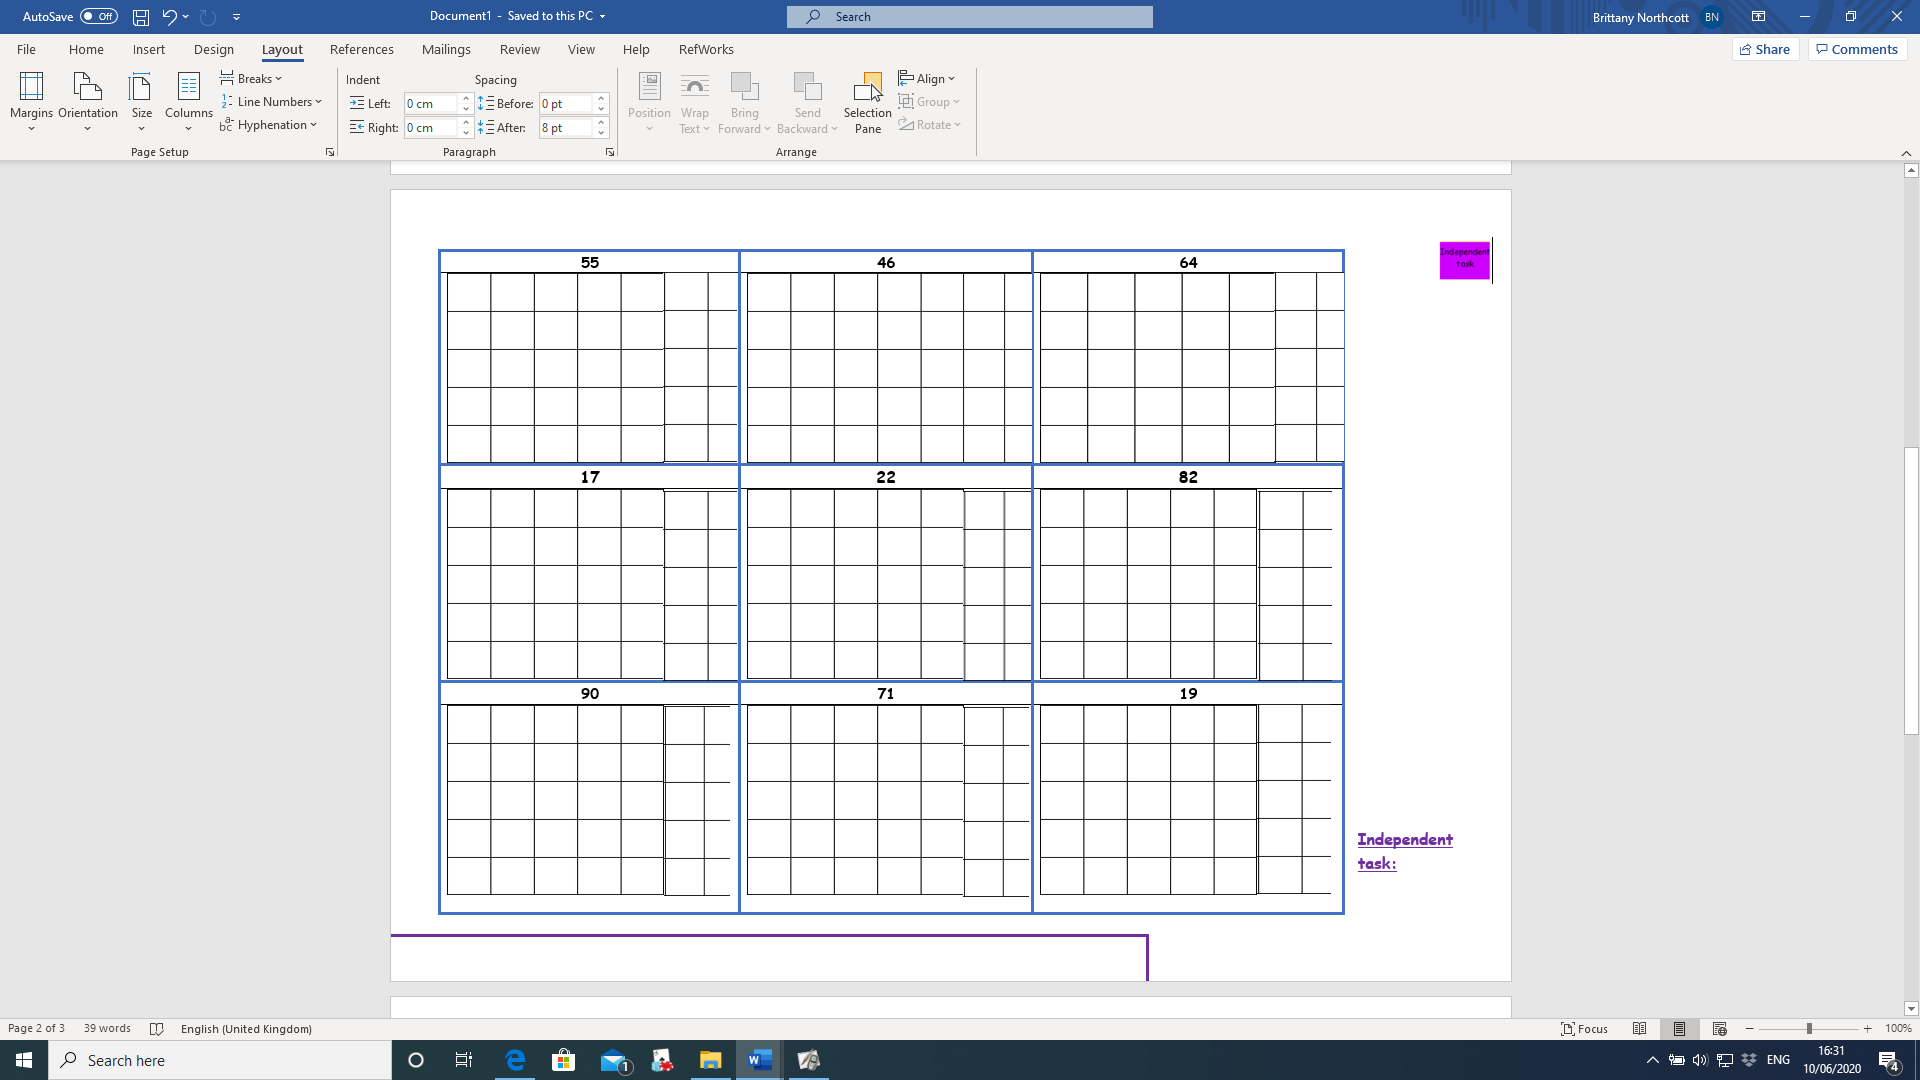 AutoSave Off Document1 - Saved to this PC Search Brittany Northcott BN
File Home Insert Design Layout References Mailings Review View Help RefWorks Share Comments
Margins Orientation Size Columns
Breaks
Line Numbers
Hyphenation
Page Setup
Indent Spacing
Left: 0 cm Before: 0 pt
Right: 0 cm After: 8 pt
Paragraph
Position Wrap Text Bring Forward Send Backward Selection Pane
Align
Group
Rotate
Arrange
55 46 64
Independent
task
17 22 82
90 71 19
Independent
task:
Page 2 of 3 39 words English (United Kingdom) Focus 100%
Search here 1 ENG 16:31
10/06/2020 4